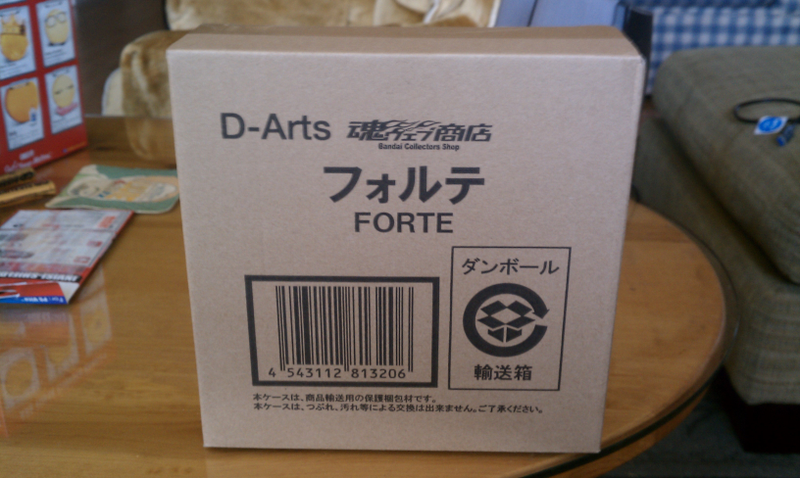 D-Arts 魂ウェブ商店
Bandai Collectors Shop
フォルテ
FORTE
ダンボール
輸送箱
4 543112 813206
本ケースは、商品輸送用の保護梱包材です。
本ケースは、つぶれ、汚れ等による交換は出来ません。ご了承ください。